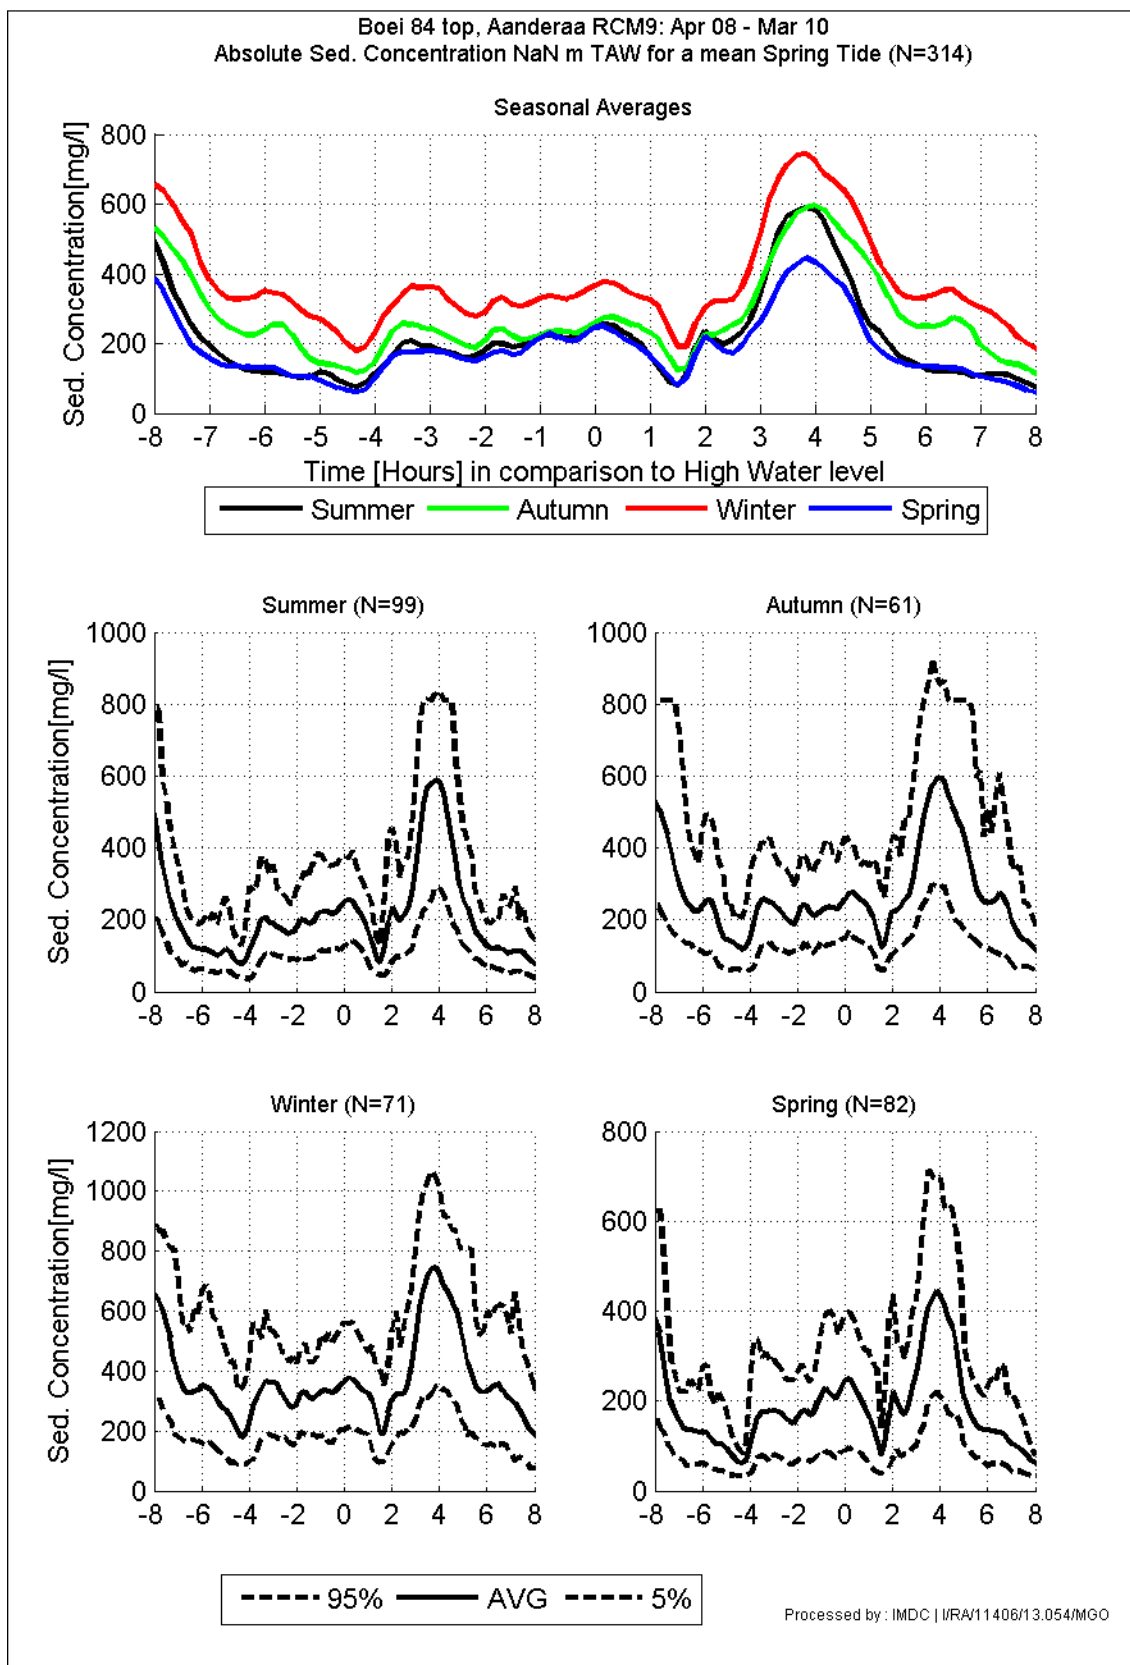 Boei 84 top, Aanderaa RCM9: Apr 08 - Mar 10
Absolute Sed. Concentration NaN m TAW for a mean Spring Tide (N=314)
Seasonal Averages
Sed. Concentration[mg/l]
800
600
400
200
0
-8 -7 -6 -5 -4 -3 -2 -1 0 1 2 3 4 5 6 7 8
Time [Hours] in comparison to High Water level
Summer Autumn Winter Spring
Summer (N=99)
Sed. Concentration[mg/l]
1000
800
600
400
200
0
-8 -6 -4 -2 0 2 4 6 8
Autumn (N=61)
1000
800
600
400
200
0
-8 -6 -4 -2 0 2 4 6 8
Winter (N=71)
Sed. Concentration[mg/l]
1200
1000
800
600
400
200
0
-8 -6 -4 -2 0 2 4 6 8
Spring (N=82)
800
600
400
200
0
-8 -6 -4 -2 0 2 4 6 8
95% AVG 5%
Processed by : IMDC | I/RA/11406/13.054/MGO